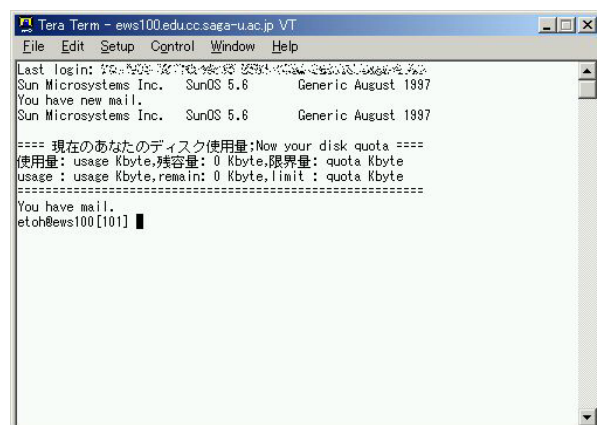 Tera Term - ews100.edu.cc.saga-u.ac.jp VT
File Edit Setup Control Window Help
Last login:
Sun Microsystems Inc. SunOS 5.6 Generic August 1997
You have new mail.
Sun Microsystems Inc. SunOS 5.6 Generic August 1997
==== 現在のあなたのディスク使用量;Now your disk quota ====
使用量: usage Kbyte,残容量: 0 Kbyte,限界量: quota Kbyte
usage : usage Kbyte,remain: 0 Kbyte,limit : quota Kbyte
========================================================
You have mail.
etoh@ews100[101]